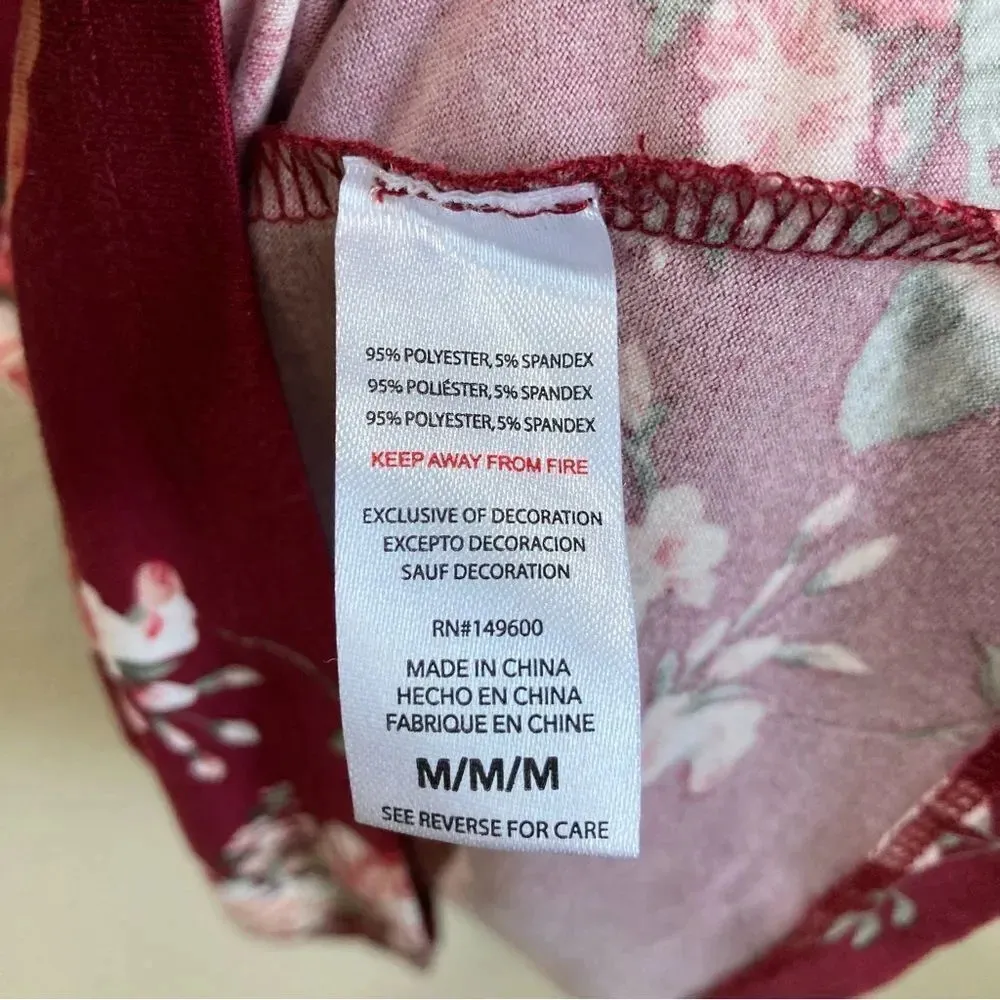 95% POLYESTER, 5% SPANDEX
95% POLIÉSTER, 5% SPANDEX
95% POLYESTER, 5% SPANDEX
KEEP AWAY FROM FIRE
EXCLUSIVE OF DECORATION
EXCEPTO DECORACION
SAUF DECORATION
RN#149600
MADE IN CHINA
HECHO EN CHINA
FABRIQUE EN CHINE
M/M/M
SEE REVERSE FOR CARE